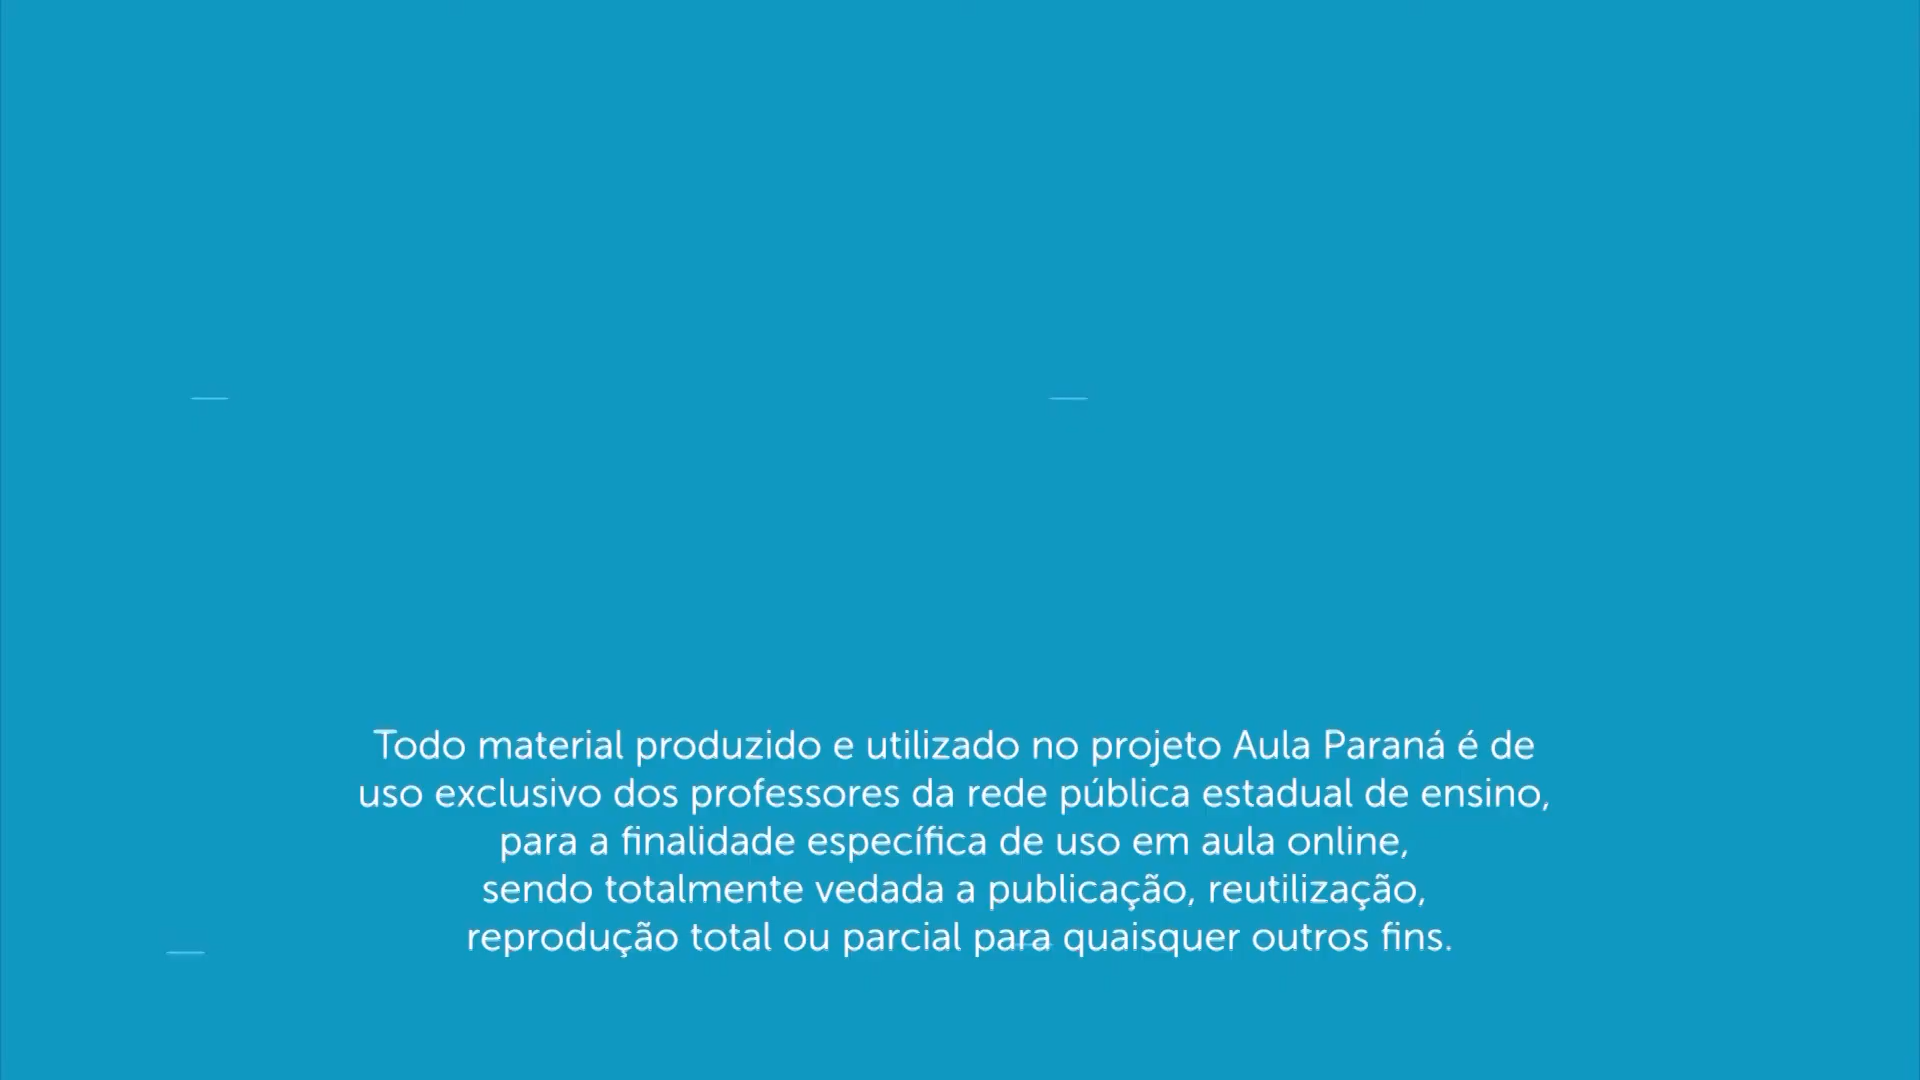 Todo material produzido e utilizado no projeto Aula Paraná é de
uso exclusivo dos professores da rede pública estadual de ensino,
para a finalidade específica de uso em aula online,
sendo totalmente vedada a publicação, reutilização,
reprodução total ou parcial para quaisquer outros fins.